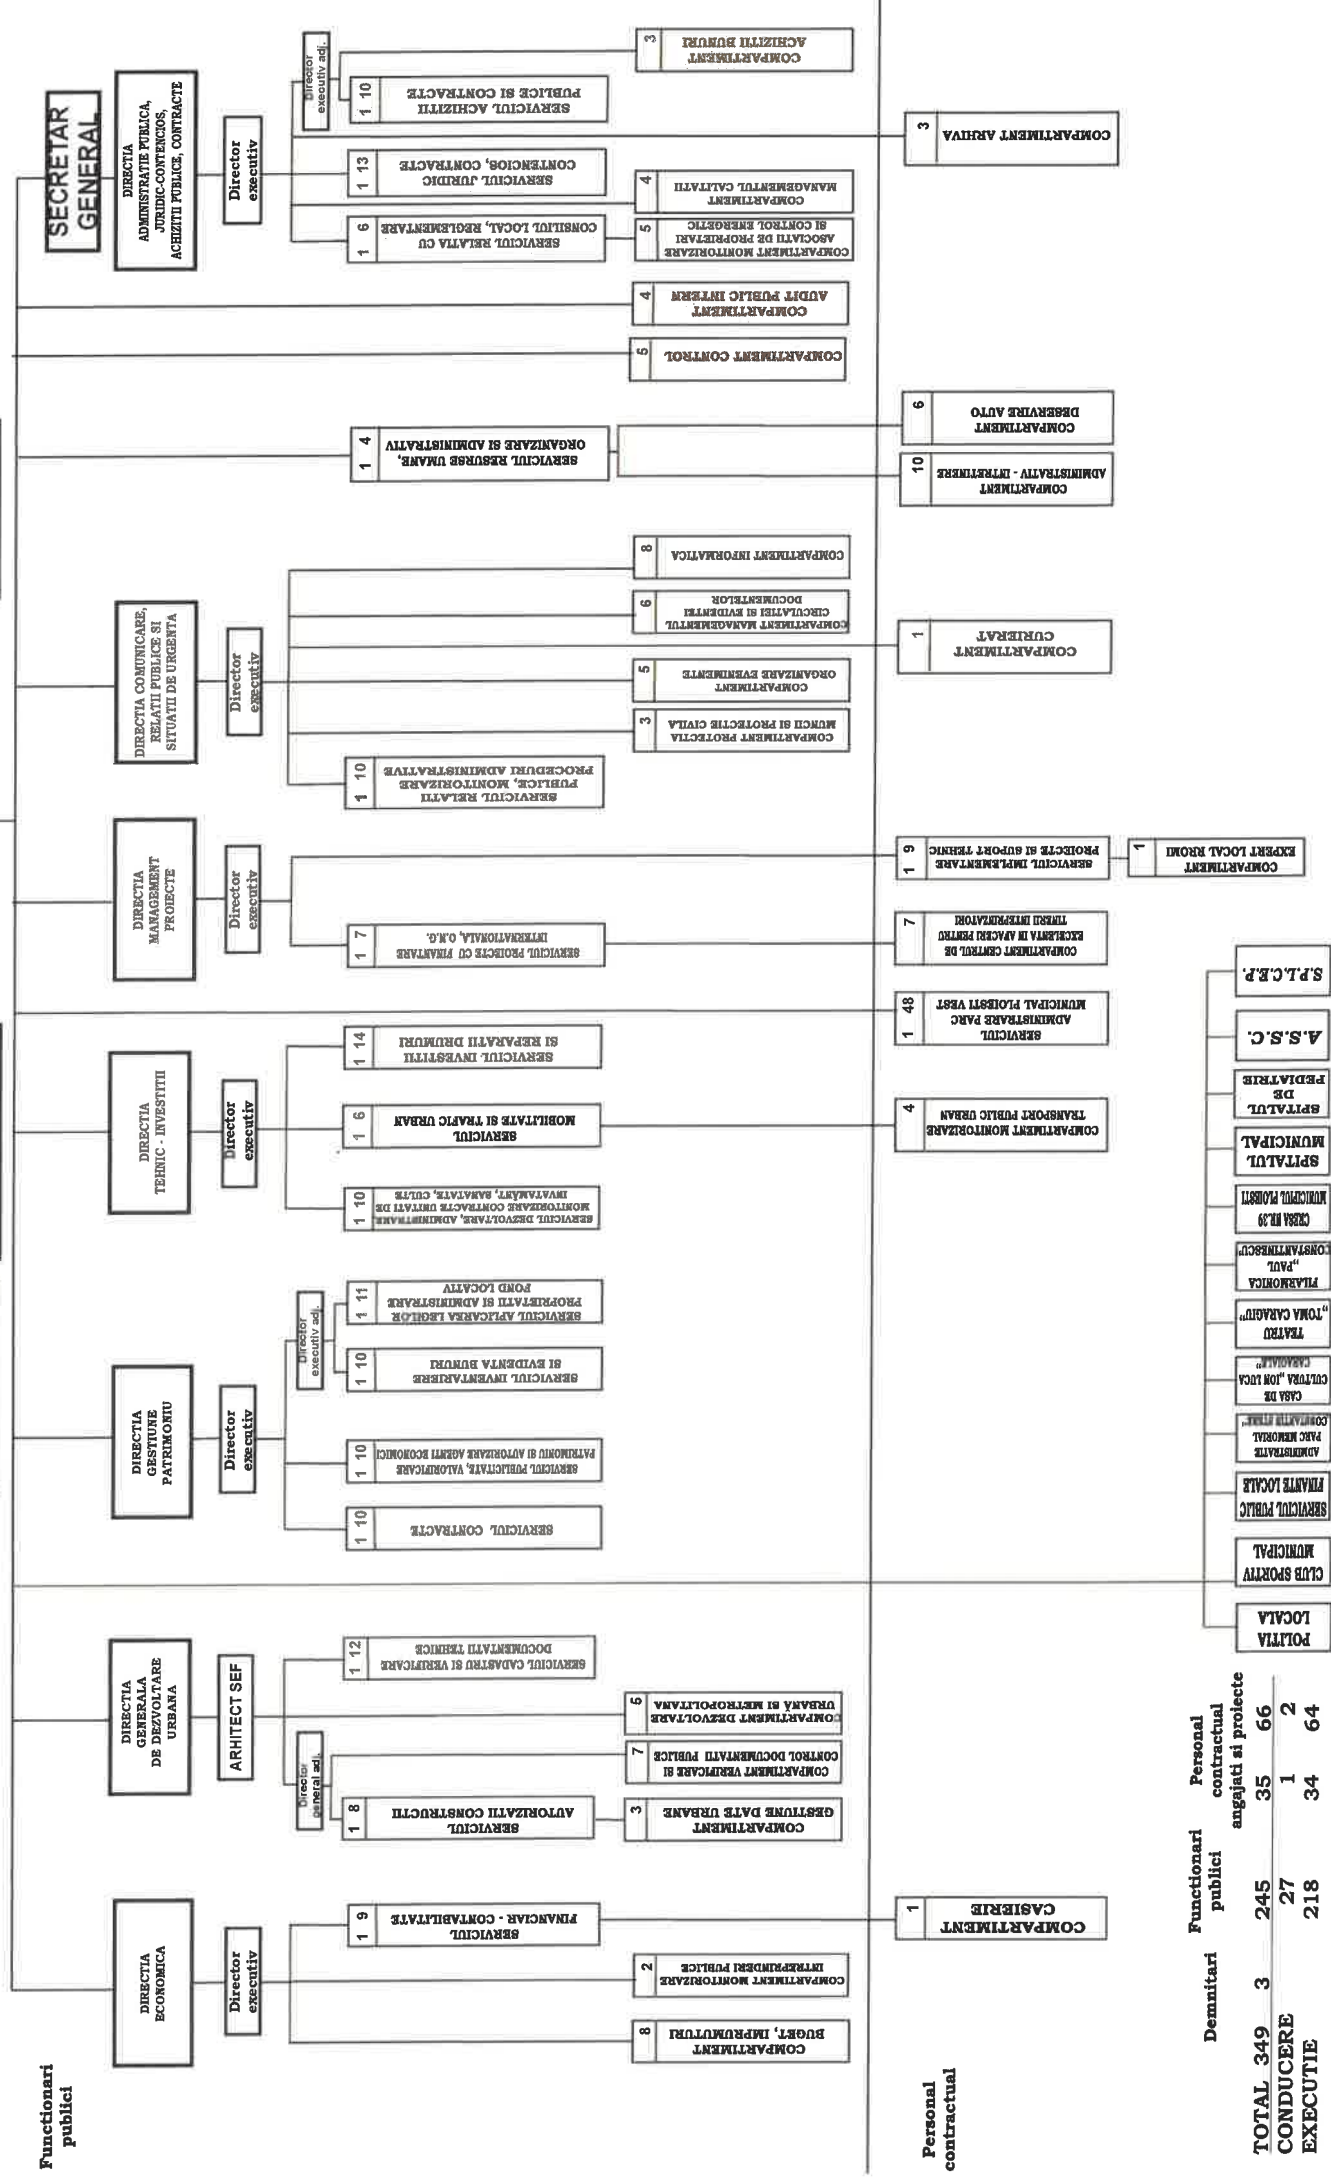 Functionari
publici
SECRETAR
GENERAL
DIRECTIA
ECONOMICA
DIRECTIA
GENERALA
DE DEZVOLTARE
URBANA
DIRECTIA
GESTIUNE
PATRIMONIU
DIRECTIA
TEHNIC - INVESTITII
DIRECTIA
MANAGEMENT
PROIECTE
DIRECTIA COMUNICARE,
RELATII PUBLICE SI
SITUATII DE URGENTA
DIRECTIA
ADMINISTRATIE PUBLICA,
JURIDIC-CONTENCIOS,
ACHIZITII PUBLICE, CONTRACTE
Director
executiv
ARHITECT SEF
Director
executiv
Director
executiv
Director
executiv
Director
executiv
Director
executiv
Director
general adj.
Director
executiv adj.
Director
executiv adj.
1 9
SERVICIUL
FINANCIAR - CONTABILITATE
1 8
SERVICIUL
AUTORIZATII CONSTRUCTII
1 12
SERVICIUL CADASTRU SI VERIFICARE
DOCUMENTATII TEHNICE
1 10
SERVICIUL CONTRACTE
1 10
SERVICIUL PUBLICITATE, VALORIFICARE
PATRIMONIU SI AUTORIZARE AGENTI ECONOMICI
1 10
SERVICIUL INVENTARIERE
SI EVIDENTA BUNURI
1 11
SERVICIUL APLICAREA LEGILOR
PROPRIETATII SI ADMINISTRARE
FOND LOCATIV
1 10
SERVICIUL DEZVOLTARE, ADMINISTRARE
MONITORIZARE CONTRACTE UNITATI DE
INVATAMÂNT, SANATATE, CULTE
1 6
SERVICIUL
MOBILITATE SI TRAFIC URBAN
1 14
SERVICIUL INVESTITII
SI REPARATII DRUMURI
1 7
SERVICIUL PROIECTE CU FINANTARE
INTERNATIONALA, O.N.G.
1 10
SERVICIUL RELATII
PUBLICE, MONITORIZARE
PROCEDURI ADMINISTRATIVE
1 4
SERVICIUL RESURSE UMANE,
ORGANIZARE SI ADMINISTRATIV
1 6
SERVICIUL RELATIA CU
CONSILIUL LOCAL, REGLEMENTARE
1 13
SERVICIUL JURIDIC
CONTENCIOS, CONTRACTE
1 10
SERVICIUL ACHIZITII
PUBLICE SI CONTRACTE
8
COMPARTIMENT
BUGET, IMPRUMUTURI
2
COMPARTIMENT MONITORIZARE
INTREPRINDERI PUBLICE
3
COMPARTIMENT
GESTIUNE DATE URBANE
7
COMPARTIMENT VERIFICARE SI
CONTROL DOCUMENTATII PUBLICE
5
COMPARTIMENT DEZVOLTARE
URBANĂ SI METROPOLITANA
3
COMPARTIMENT PROTECTIA
MUNCII SI PROTECTIE CIVILA
5
COMPARTIMENT
ORGANIZARE EVENIMENTE
6
COMPARTIMENT MANAGEMENTUL
CIRCULATIEI SI EVIDENTEI
DOCUMENTELOR
8
COMPARTIMENT INFORMATICA
5
COMPARTIMENT CONTROL
4
COMPARTIMENT
AUDIT PUBLIC INTERN
5
COMPARTIMENT MONITORIZARE
ASOCIATII DE PROPRIETARI
SI CONTROL ENERGETIC
4
COMPARTIMENT
MANAGEMENTUL CALITATII
3
COMPARTIMENT
ACHIZITII BUNURI
Personal
contractual
1
COMPARTIMENT
CASIERIE
4
COMPARTIMENT MONITORIZARE
TRANSPORT PUBLIC URBAN
1 48
SERVICIUL
ADMINISTRARE PARC
MUNICIPAL PLOIESTI VEST
7
COMPARTIMENT CENTRUL DE
EXCELENTA IN AFACERI PENTRU
TINERII INTEPRINZATORI
1 9
SERVICIUL IMPLEMENTARE
PROIECTE SI SUPORT TEHNIC
1
COMPARTIMENT
EXPERT LOCAL RROMI
1
COMPARTIMENT
CURIERAT
10
COMPARTIMENT
ADMINISTRATIV - INTRETINERE
6
COMPARTIMENT
DESERVIRE AUTO
3
COMPARTIMENT ARHIVA
POLITIA
LOCALA
CLUB SPORTIV
MUNICIPAL
SERVICIUL PUBLIC
FINANTE LOCALE
ADMINISTRATIE
PARC MEMORIAL
CONSTANTIN STERE"
CASA DE
CULTURA „ION LUCA
CARAGIALE"
TEATRU
„TOMA CARAGIU"
FILARMONICA
„PAUL
CONSTANTINESCU"
CRESA NR.39
MUNICIPIUL PLOIESTI
SPITALUL
MUNICIPAL
SPITALUL
DE
PEDIATRIE
A.S.S.C.
S.P.L.C.E.P.
Demnitari
Functionari
publici
Personal
contractual
angajati si proiecte
TOTAL 349 3 245 35 66
CONDUCERE 27 1 2
EXECUTIE 218 34 64